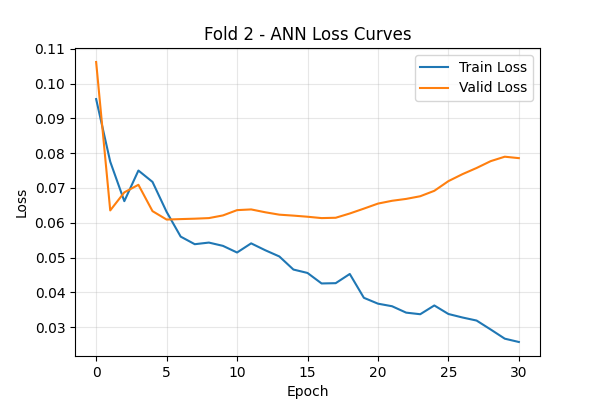 Fold 2 - ANN Loss Curves
Train Loss
Valid Loss
Loss
0.11
0.10
0.09
0.08
0.07
0.06
0.05
0.04
0.03
0 5 10 15 20 25 30
Epoch